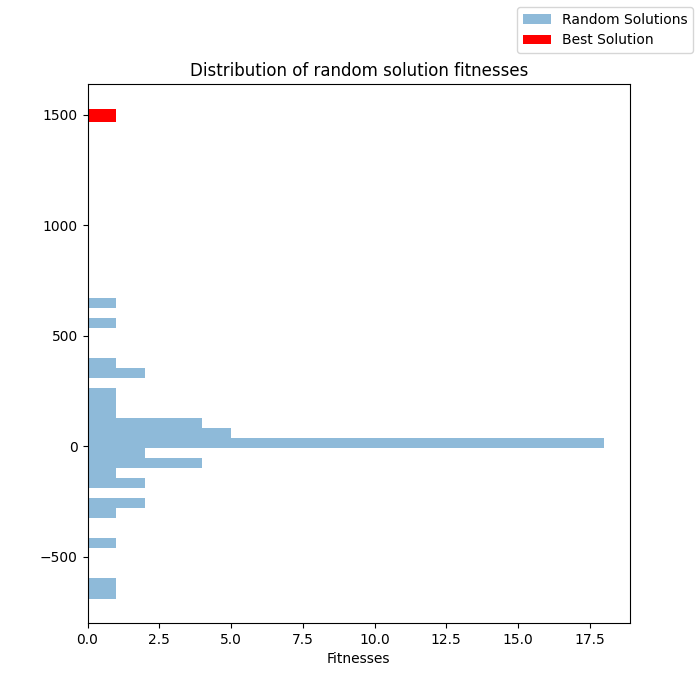 Random Solutions
Best Solution
Distribution of random solution fitnesses
1500
1000
500
0
−500
0.0 2.5 5.0 7.5 10.0 12.5 15.0 17.5
Fitnesses